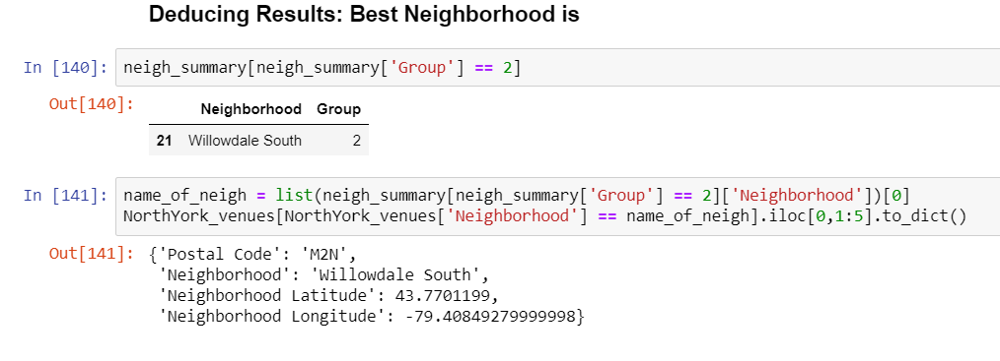 Deducing Results: Best Neighborhood is
In [140]: neigh_summary[neigh_summary['Group'] == 2]
Out[140]:
Neighborhood Group
21 Willowdale South 2
In [141]: name_of_neigh = list(neigh_summary[neigh_summary['Group'] == 2]['Neighborhood'])[0]
NorthYork_venues[NorthYork_venues['Neighborhood'] == name_of_neigh].iloc[0,1:5].to_dict()
Out[141]: {'Postal Code': 'M2N',
'Neighborhood': 'Willowdale South',
'Neighborhood Latitude': 43.7701199,
'Neighborhood Longitude': -79.40849279999998}